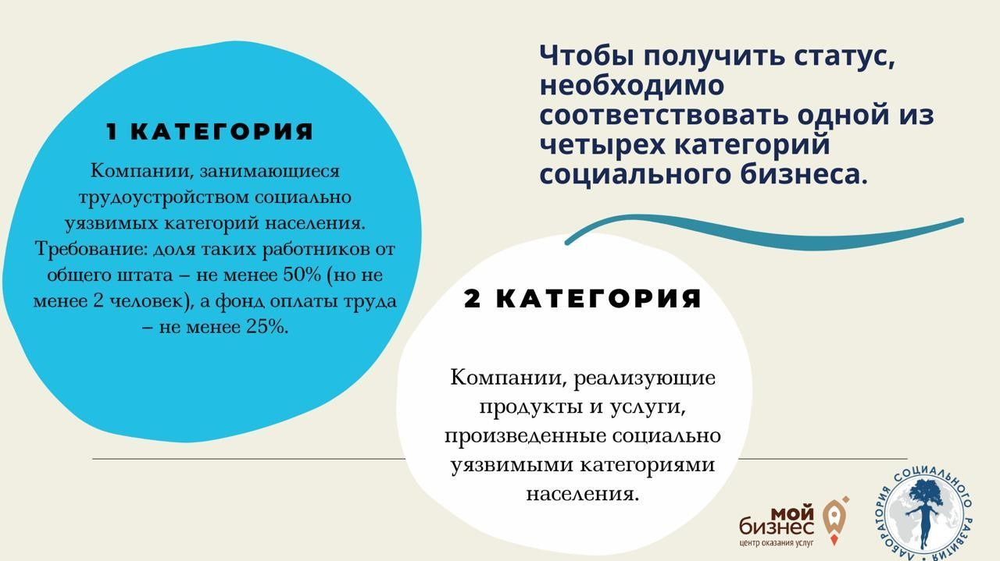 Чтобы получить статус,
необходимо
соответствовать одной из
четырех категорий
социального бизнеса.
1 КАТЕГОРИЯ
Компании, занимающиеся
трудоустройством социально
уязвимых категорий населения.
Требование: доля таких работников от
общего штата – не менее 50% (но не
менее 2 человек), а фонд оплаты труда
– не менее 25%.
2 КАТЕГОРИЯ
Компании, реализующие
продукты и услуги,
произведенные социально
уязвимыми категориями
населения.
мой
бизнес
центр оказания услуг
ЛАБОРАТОРИЯ СОЦИАЛЬНОГО РАЗВИТИЯ